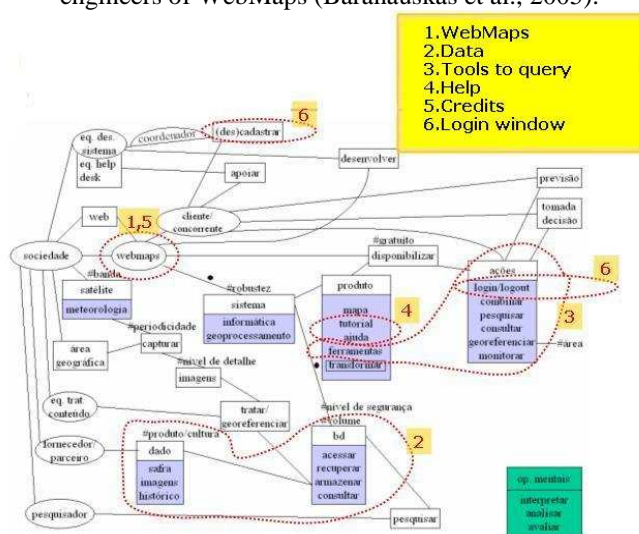 engineers of WebMaps (Baranauskas et al., 2005).
1.WebMaps
2.Data
3.Tools to query
4.Help
5.Credits
6.Login window
6
eq. des.
sistema
coordenador
(des)cadastrar
eq. help
desk
desenvolver
apoiar
previsão
web
1,5
cliente/
concorrente
tomada
decisão
sociedade
webmaps
#gratuito
disponibilizar
#banda
satélite
meteorologia
#robustez
sistema
informática
geoprocessamento
produto
mapa
tutorial
ajuda
ferramentas
transformar
4
ações
login/logout
combinar
pesquisar
consultar
georeferenciar
monitorar
6
3
#área
#periodicidade
capturar
área
geográfica
#nivel de detalhe
imagens
eq. trat.
conteúdo
tratar/
georeferenciar
#nivel de segurança
#volume
bd
acessar
recuperar
armazenar
consultar
2
#produto/cultura
fornecedor/
parceiro
dado
safra
imagens
histórico
op. mentais
interpretar
analisar
avaliar
pesquisador
pesquisar